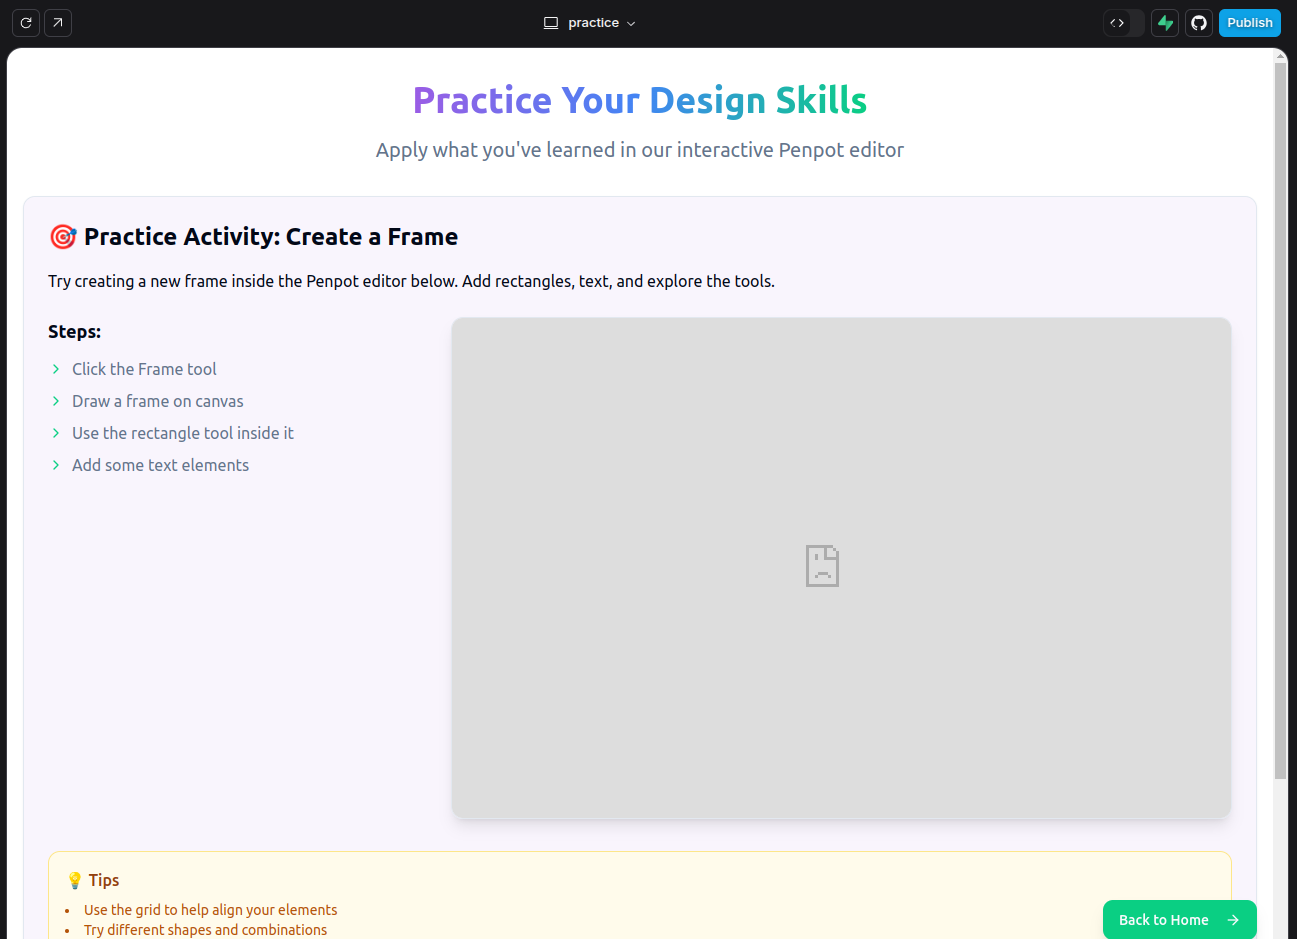 practice
Publish
Practice Your Design Skills
Apply what you've learned in our interactive Penpot editor
Practice Activity: Create a Frame
Try creating a new frame inside the Penpot editor below. Add rectangles, text, and explore the tools.
Steps:
Click the Frame tool
Draw a frame on canvas
Use the rectangle tool inside it
Add some text elements
Tips
Use the grid to help align your elements
Try different shapes and combinations
Back to Home